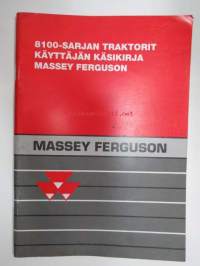 8100-SARJAN TRAKTORIT
KÄYTTÄJÄN KÄSIKIRJA
MASSEY FERGUSON
MASSEY FERGUSON